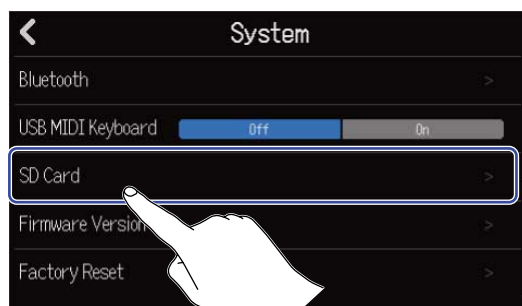 System
Bluetooth
USB MIDI Keyboard Off On
SD Card
Firmware Version
Factory Reset